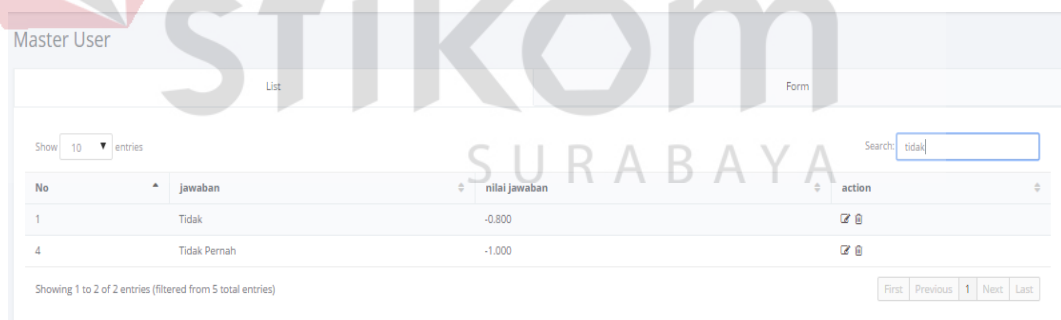 STIKOM
SURABAYA
Master User
List Form
Show 10 entries Search: tidak
No jawaban nilai jawaban action
1 Tidak -0.800
4 Tidak Pernah -1.000
Showing 1 to 2 of 2 entries (filtered from 5 total entries) First Previous 1 Next Last